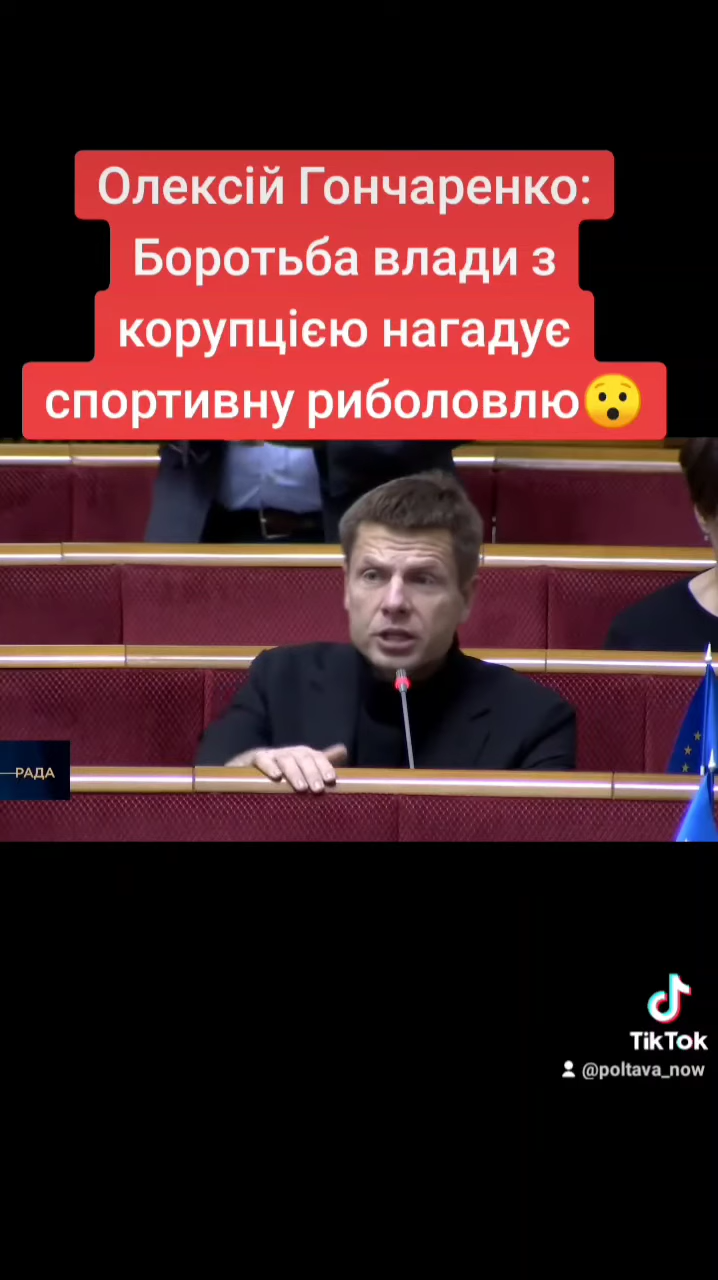 Олексій Гончаренко:
Боротьба влади з
корупцією нагадує
спортивну риболовлю😯
РАДА
TikTok
@poltava_now